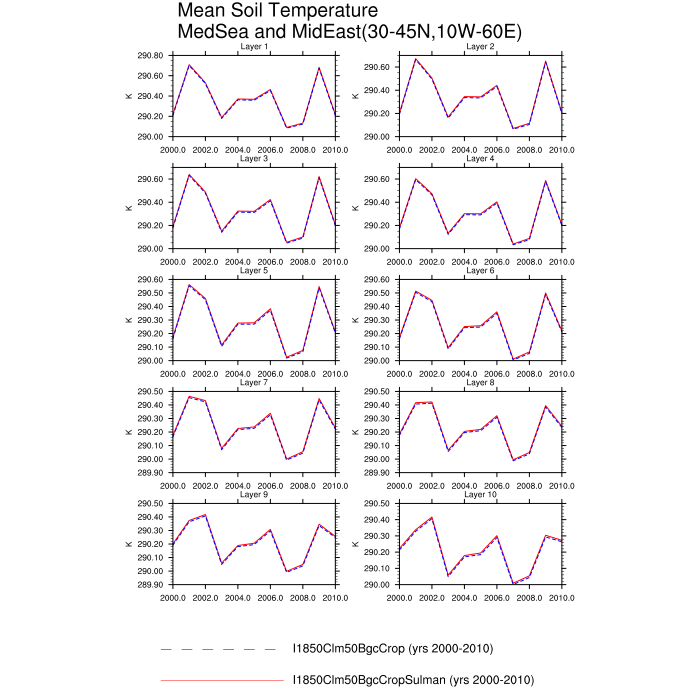 Mean Soil Temperature
MedSea and MidEast(30-45N,10W-60E)
Layer 1
290.80
290.60
290.40
290.20
290.00
K
2000.0 2002.0 2004.0 2006.0 2008.0 2010.0
Layer 2
290.60
290.40
290.20
290.00
K
2000.0 2002.0 2004.0 2006.0 2008.0 2010.0
Layer 3
290.60
290.40
290.20
290.00
K
2000.0 2002.0 2004.0 2006.0 2008.0 2010.0
Layer 4
290.60
290.40
290.20
290.00
K
2000.0 2002.0 2004.0 2006.0 2008.0 2010.0
Layer 5
290.60
290.50
290.40
290.30
290.20
290.10
290.00
K
2000.0 2002.0 2004.0 2006.0 2008.0 2010.0
Layer 6
290.60
290.50
290.40
290.30
290.20
290.10
290.00
K
2000.0 2002.0 2004.0 2006.0 2008.0 2010.0
Layer 7
290.50
290.40
290.30
290.20
290.10
290.00
289.90
K
2000.0 2002.0 2004.0 2006.0 2008.0 2010.0
Layer 8
290.50
290.40
290.30
290.20
290.10
290.00
289.90
K
2000.0 2002.0 2004.0 2006.0 2008.0 2010.0
Layer 9
290.50
290.40
290.30
290.20
290.10
290.00
289.90
K
2000.0 2002.0 2004.0 2006.0 2008.0 2010.0
Layer 10
290.50
290.40
290.30
290.20
290.10
290.00
K
2000.0 2002.0 2004.0 2006.0 2008.0 2010.0
I1850Clm50BgcCrop (yrs 2000-2010)
I1850Clm50BgcCropSulman (yrs 2000-2010)